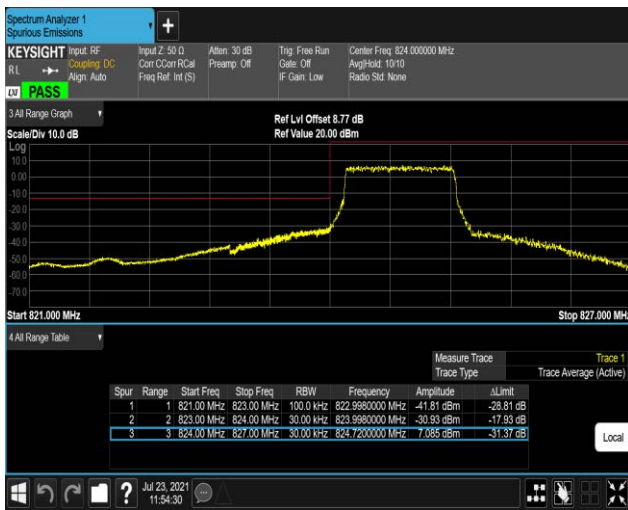 Spectrum Analyzer 1
Spurious Emissions
KEYSIGHT
RL
LXI PASS
Input: RF
Coupling: DC
Align: Auto
Input Z: 50 Ω
Corr CCorr RCal
Freq Ref: Int (S)
Atten: 30 dB
Preamp: Off
Trig: Free Run
Gate: Off
IF Gain: Low
Center Freq: 824.000000 MHz
Avg|Hold: 10/10
Radio Std: None
3 All Range Graph
Scale/Div 10.0 dB
Ref Lvl Offset 8.77 dB
Ref Value 20.00 dBm
Log
10.0
0.00
-10.0
-20.0
-30.0
-40.0
-50.0
-60.0
-70.0
Start 821.000 MHz
Stop 827.000 MHz
4 All Range Table
Measure Trace Trace 1
Trace Type Trace Average (Active)
Spur Range Start Freq Stop Freq RBW Frequency Amplitude ΔLimit
1 1 821.00 MHz 823.00 MHz 100.0 kHz 822.9980000 MHz -41.81 dBm -28.81 dB
2 2 823.00 MHz 824.00 MHz 30.00 kHz 823.9980000 MHz -30.93 dBm -17.93 dB
3 3 824.00 MHz 827.00 MHz 30.00 kHz 824.7200000 MHz 7.085 dBm -31.37 dB
Local
Jul 23, 2021
11:54:30